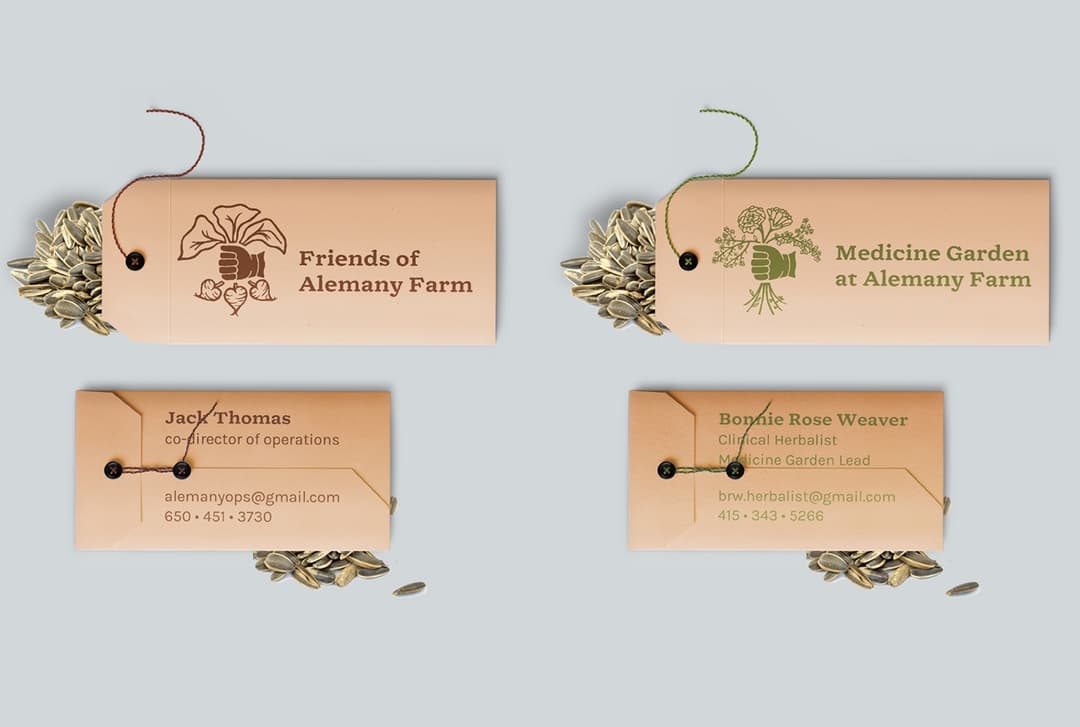 Friends of
Alemany Farm
Medicine Garden
at Alemany Farm
Jack Thomas
co-director of operations
alemanyops@gmail.com
650 • 451 • 3730
Bonnie Rose Weaver
Clinical Herbalist
Medicine Garden Lead
brw.herbalist@gmail.com
415 • 343 • 5266